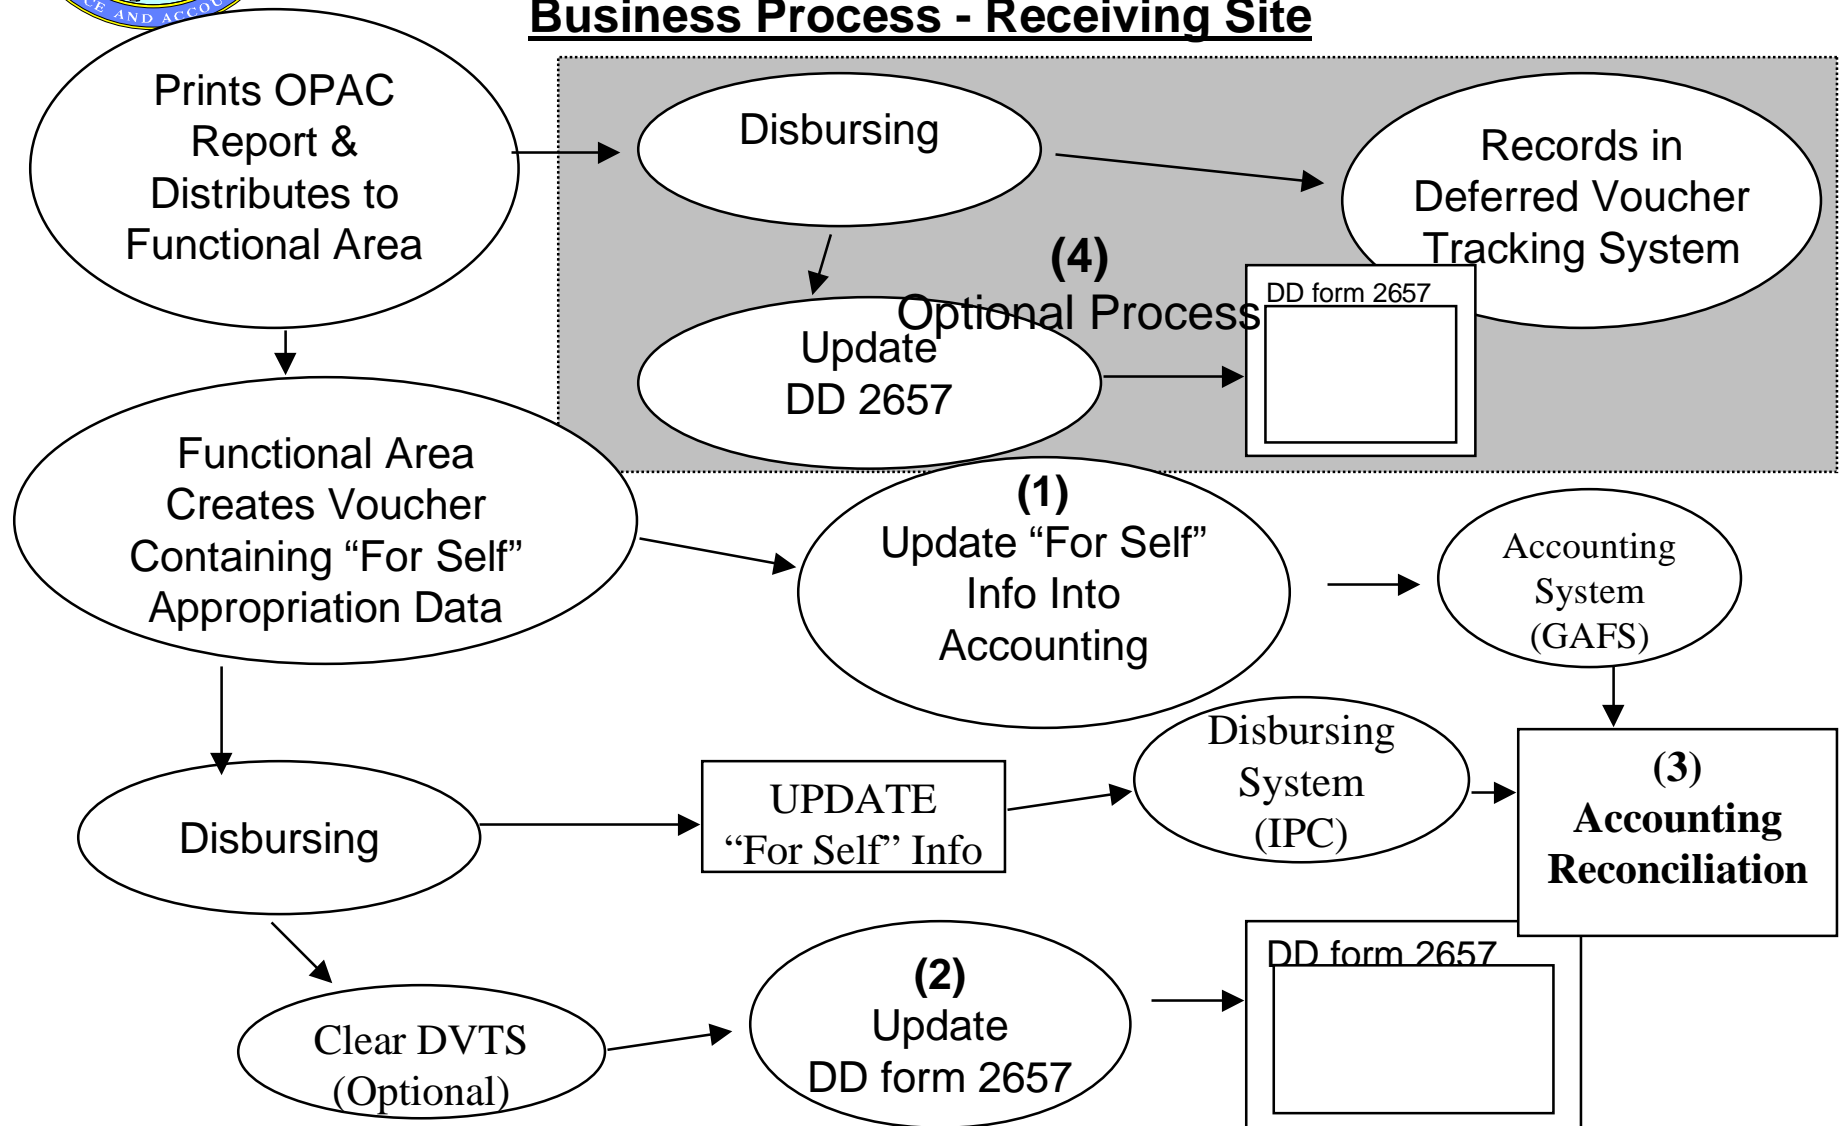 CE AND ACCOU
Business Process - Receiving Site
Prints OPAC
Report &
Distributes to
Functional Area
Disbursing
Records in
Deferred Voucher
Tracking System
(4)
Optional Process
Update
DD 2657
DD form 2657
Functional Area
Creates Voucher
Containing “For Self”
Appropriation Data
(1)
Update “For Self”
Info Into
Accounting
Accounting
System
(GAFS)
Disbursing
UPDATE
“For Self” Info
Disbursing
System
(IPC)
(3)
Accounting
Reconciliation
Clear DVTS
(Optional)
(2)
Update
DD form 2657
DD form 2657